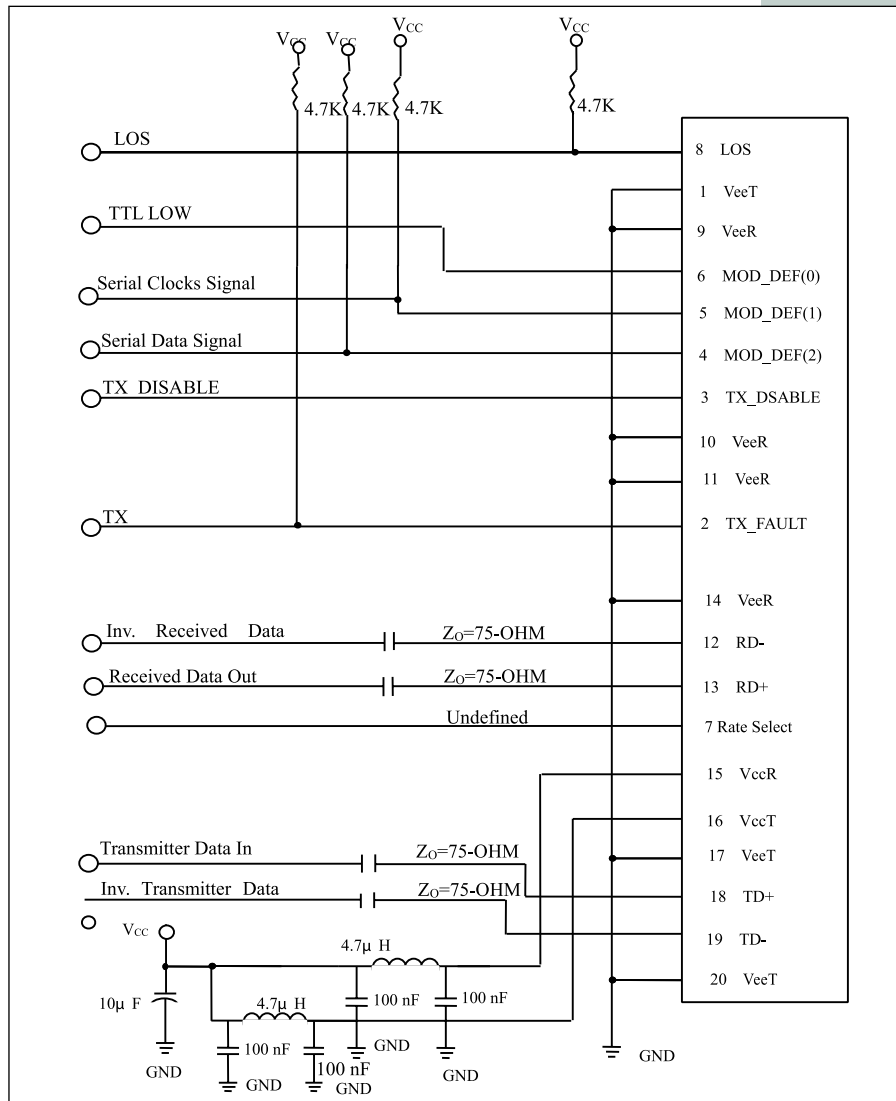 VCC VCC VCC VCC
4.7K 4.7K 4.7K 4.7K
LOS
8 LOS
1 VeeT
TTL LOW
9 VeeR
6 MOD_DEF(0)
Serial Clocks Signal
5 MOD_DEF(1)
Serial Data Signal
4 MOD_DEF(2)
TX DISABLE
3 TX_DSABLE
10 VeeR
11 VeeR
TX
2 TX_FAULT
14 VeeR
Inv. Received Data ZO=75-OHM
12 RD-
Received Data Out ZO=75-OHM
13 RD+
Undefined
7 Rate Select
15 VccR
16 VccT
Transmitter Data In ZO=75-OHM
17 VeeT
Inv. Transmitter Data ZO=75-OHM
18 TD+
VCC
19 TD-
4.7μ H
20 VeeT
10μ F 4.7μ H 100 nF 100 nF
100 nF GND GND GND
GND 100 nF
GND GND